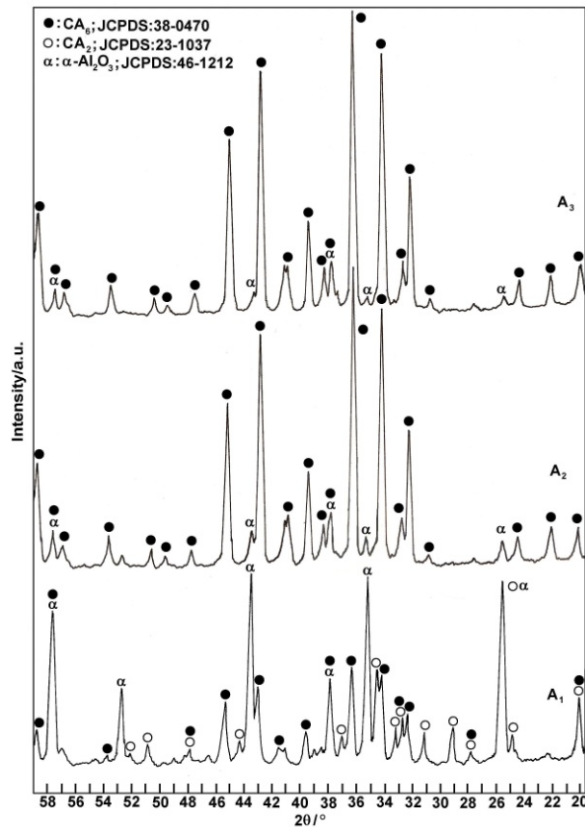 ●: CA₆; JCPDS:38-0470
○: CA₂; JCPDS:23-1037
α: α-Al₂O₃; JCPDS:46-1212
A₃
α α α α α
A₂
α α α α α
A₁
α α α α α α
Intensity/a.u.
58 56 54 52 50 48 46 44 42 40 38 36 34 32 30 28 26 24 22 20
2θ/°